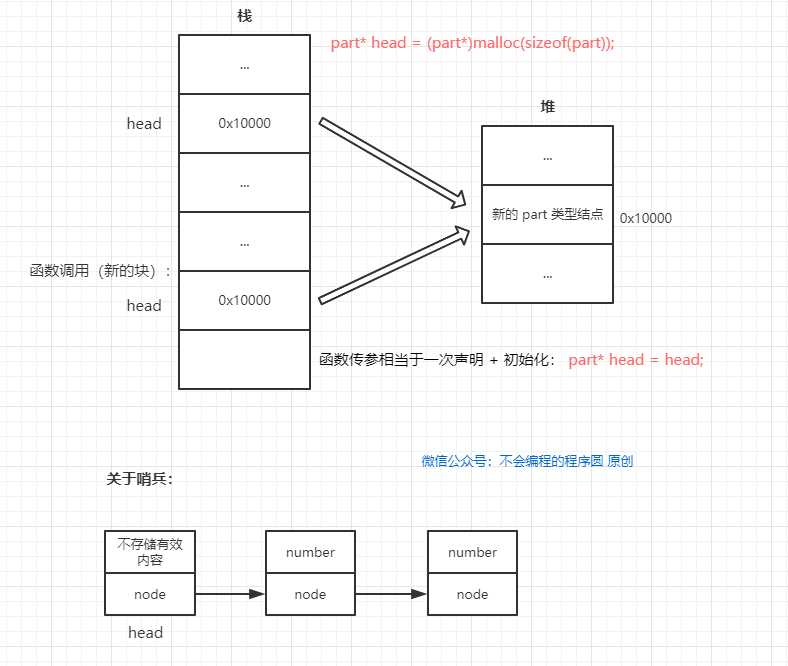 栈
part* head = (part*)malloc(sizeof(part));
...
head
0x10000
堆
...
...
新的 part 类型结点
0x10000
...
函数调用（新的块）:
head
0x10000
...
函数传参相当于一次声明 + 初始化： part* head = head;
微信公众号：不会编程的程序圆 原创
关于哨兵：
不存储有效
内容
number
number
node
node
node
head